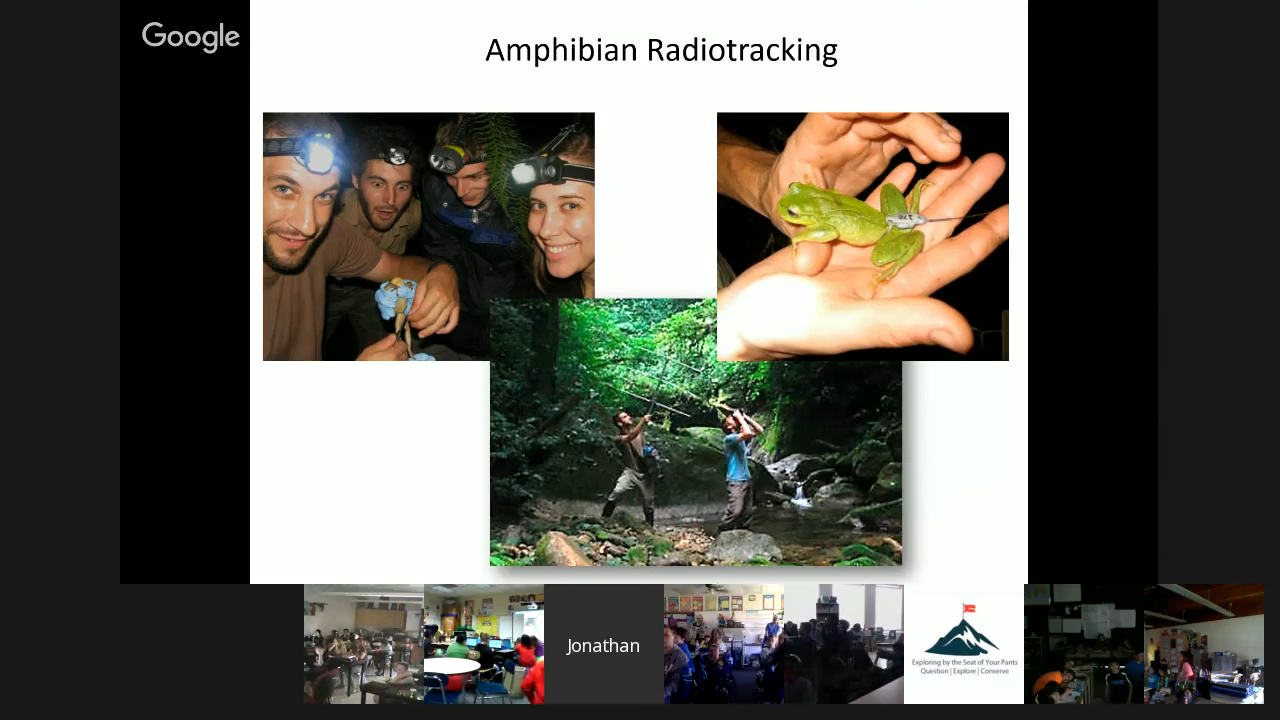 Google
Amphibian Radiotracking
Jonathan
Exploring by the Seat of Your Pants
Question | Explore | Conserve